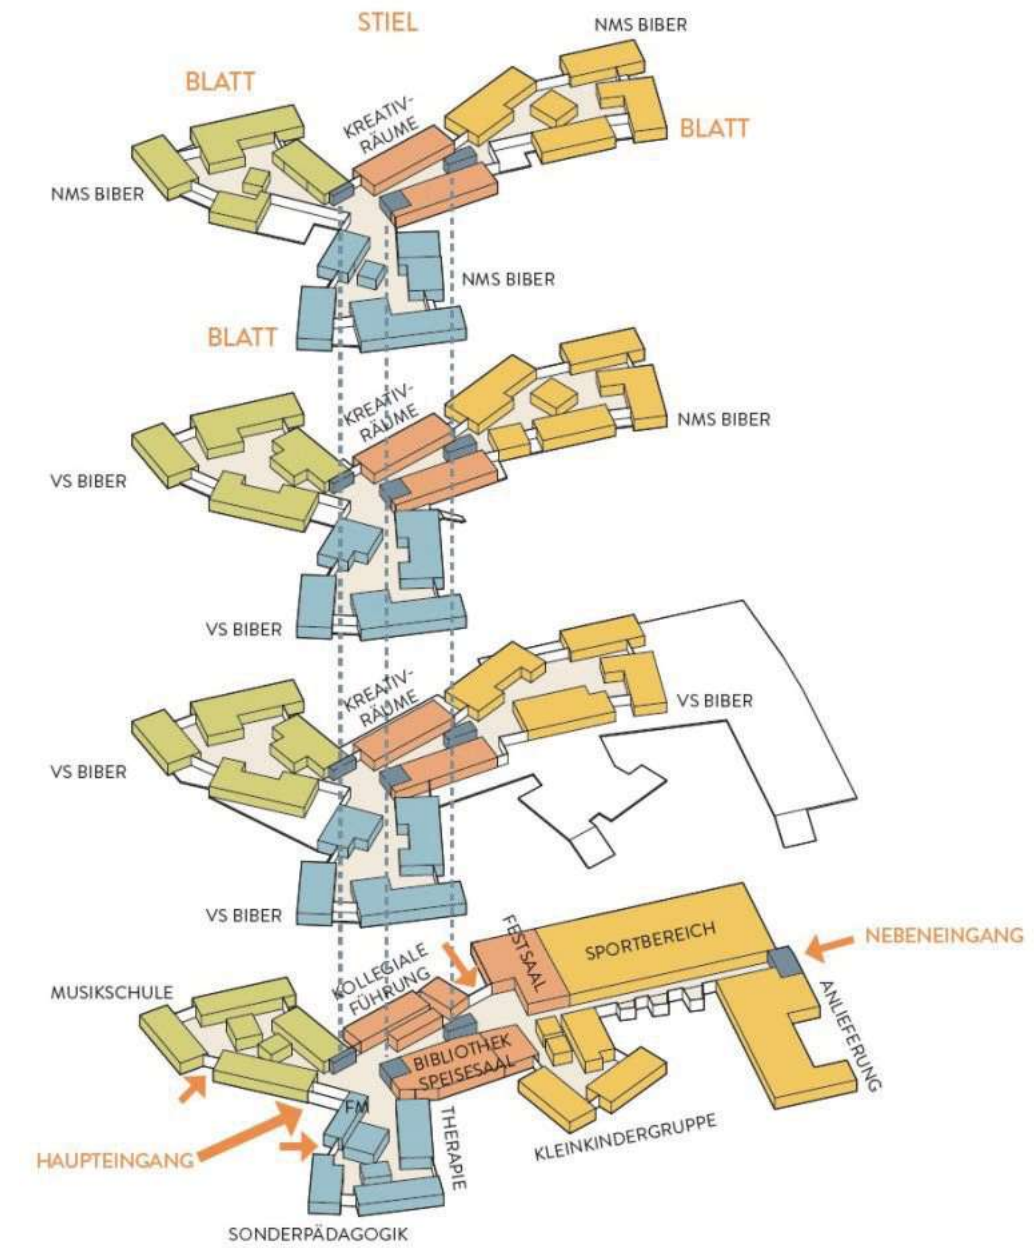 STIEL
NMS BIBER
BLATT
KREATIV-
RÄUME
BLATT
NMS BIBER
NMS BIBER
BLATT
KREATIV-
RÄUME
NMS BIBER
VS BIBER
VS BIBER
KREATIV-
RÄUME
VS BIBER
VS BIBER
VS BIBER
FESTSAAL
SPORTBEREICH
NEBENEINGANG
KOLLEGIALE
FÜHRUNG
MUSIKSCHULE
ANLIEFERUNG
BIBLIOTHEK
SPEISESAAL
FM
THERAPIE
KLEINKINDERGRUPPE
HAUPTEINGANG
SONDERPÄDAGOGIK